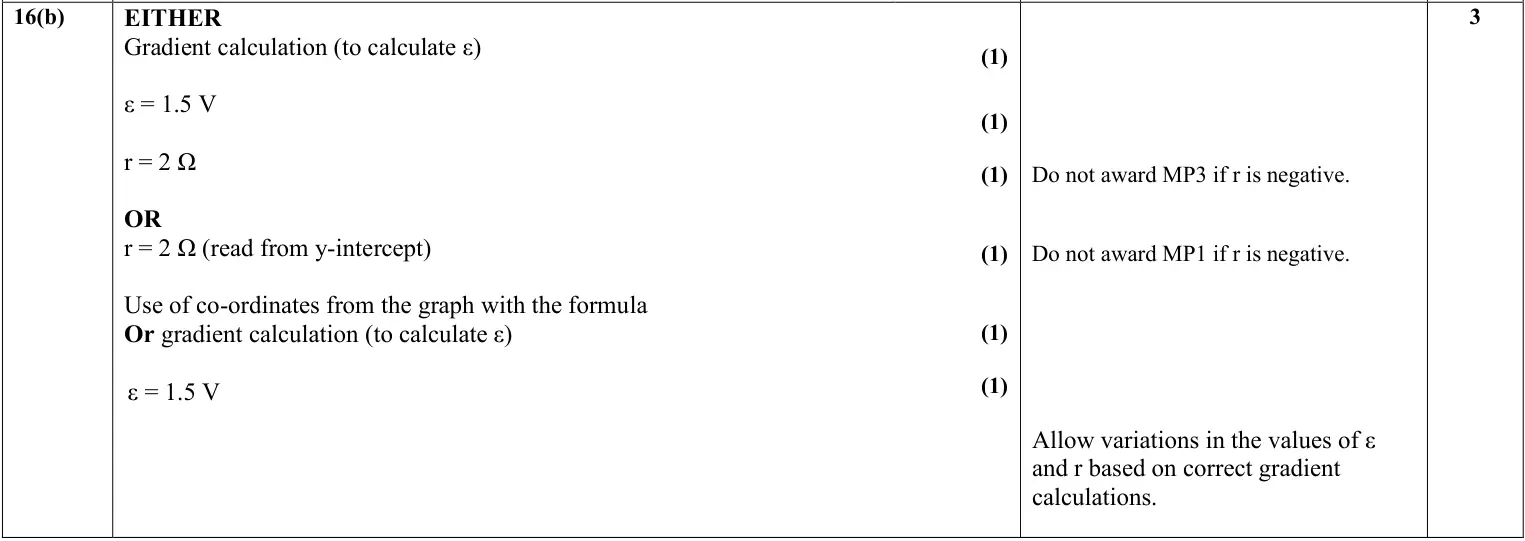 16(b)
EITHER
3
Gradient calculation (to calculate ε)
(1)
ε = 1.5 V
(1)
r = 2 Ω
(1)
Do not award MP3 if r is negative.
OR
r = 2 Ω (read from y-intercept)
(1)
Do not award MP1 if r is negative.
Use of co-ordinates from the graph with the formula
Or gradient calculation (to calculate ε)
(1)
ε = 1.5 V
(1)
Allow variations in the values of ε
and r based on correct gradient
calculations.